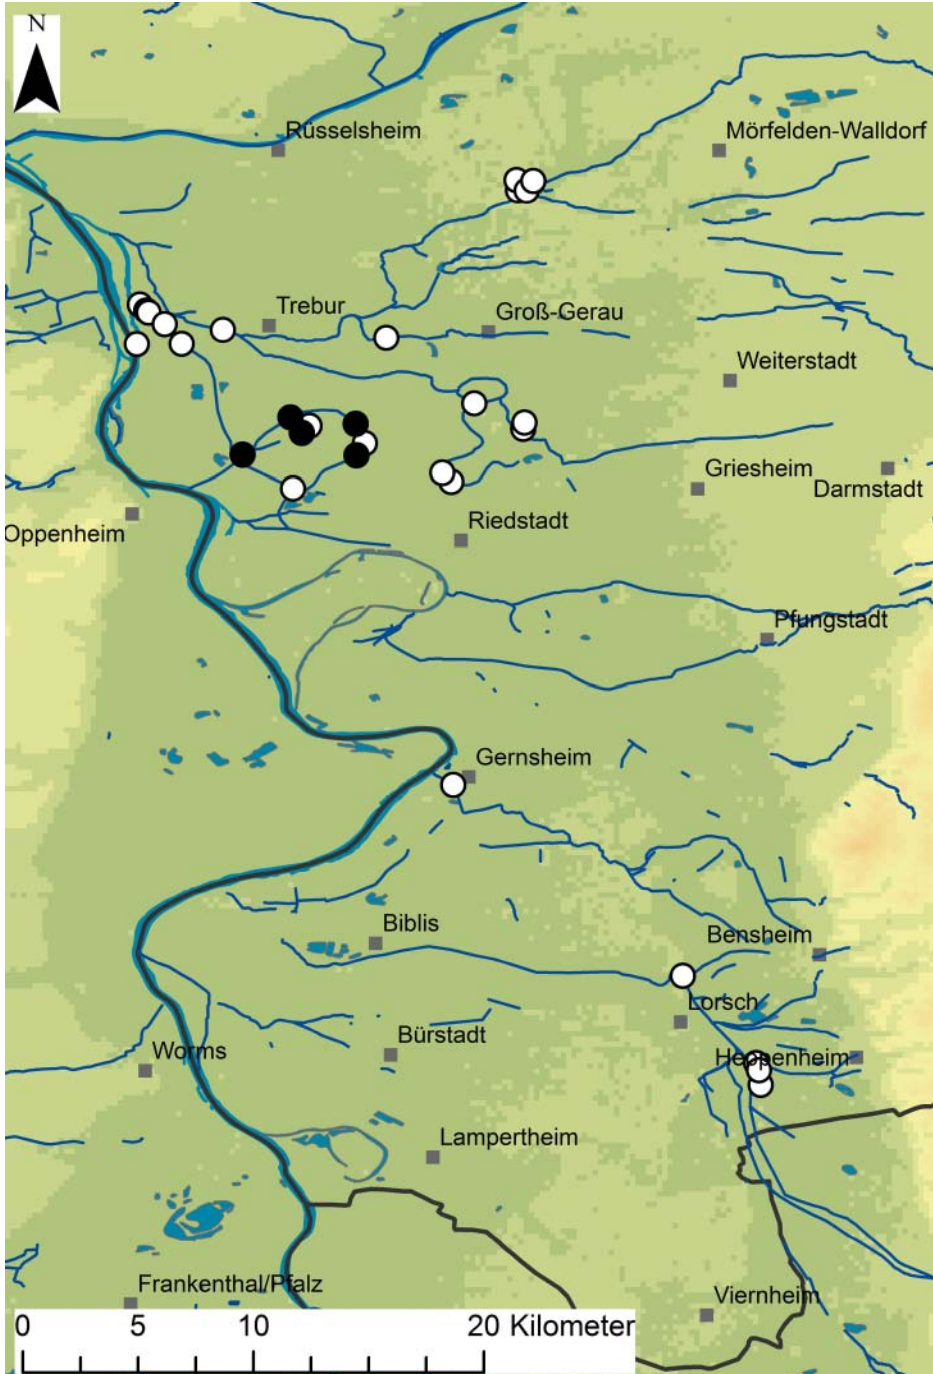 N
Rüsselsheim
Mörfelden-Walldorf
Trebur
Groß-Gerau
Weiterstadt
Griesheim
Darmstadt
Riedstadt
Oppenheim
Pfungstadt
Gernsheim
Biblis
Bensheim
Lorsch
Bürstadt
Worms
Heppenheim
Lampertheim
Frankenthal/Pfalz
Viernheim
0 5 10 20 Kilometer